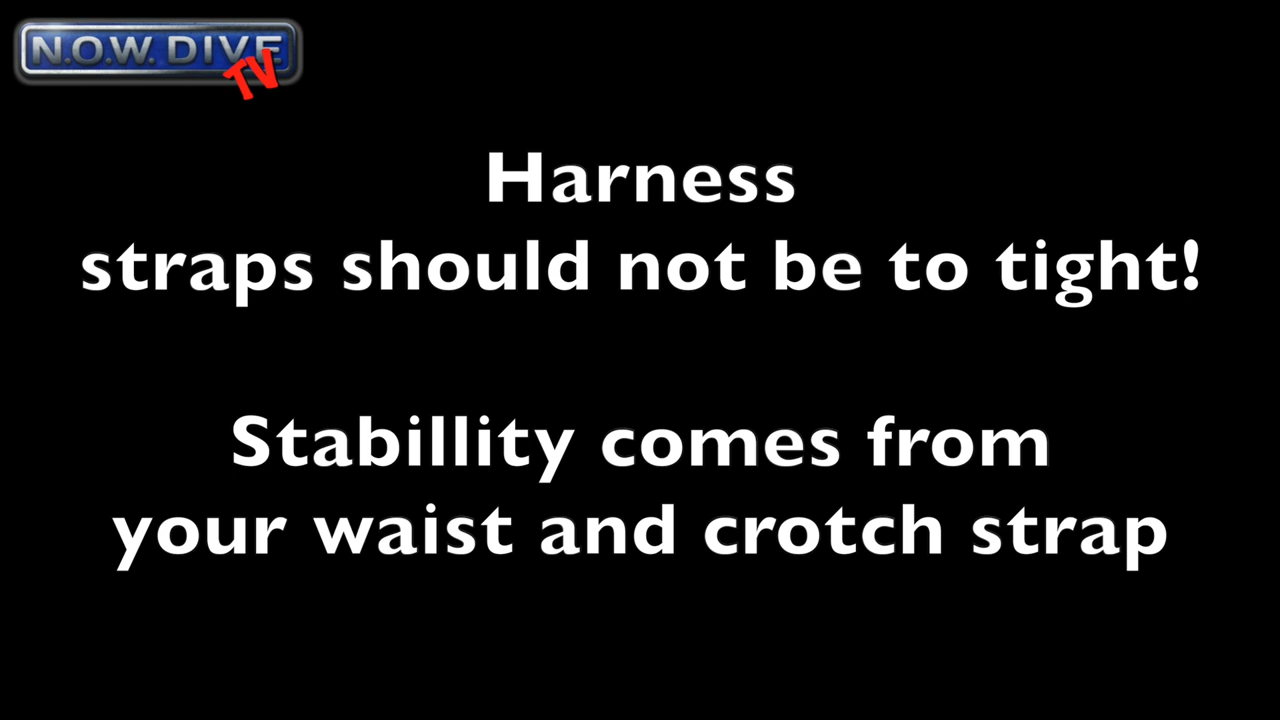 N.O.W. DIVE
TV
Harness
straps should not be to tight!
Stabillity comes from
your waist and crotch strap